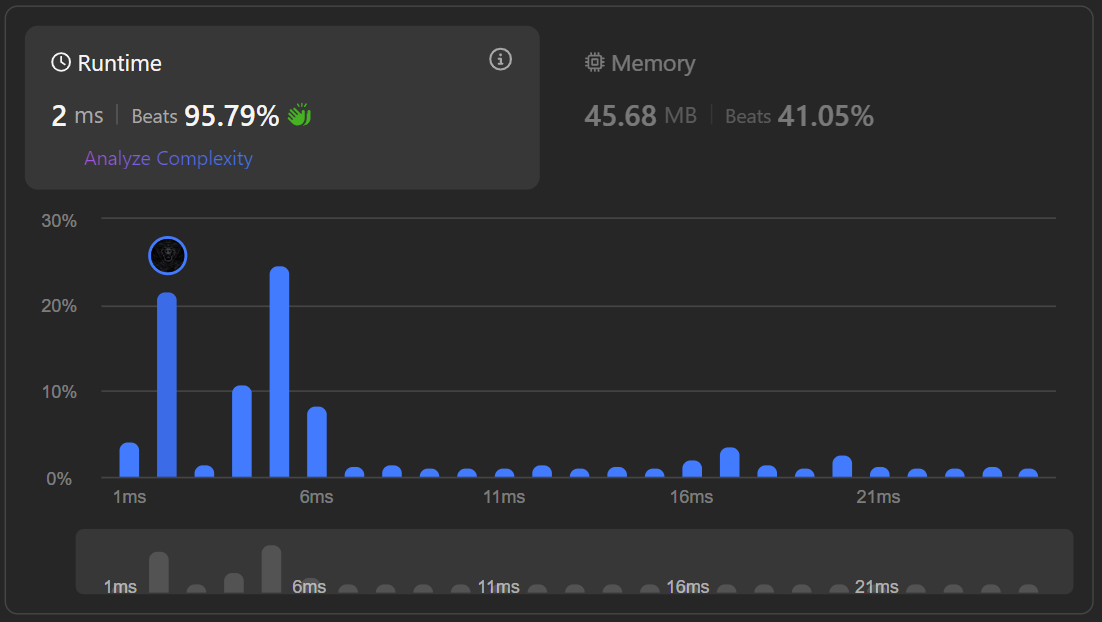 Runtime
2 ms | Beats 95.79%
Analyze Complexity
Memory
45.68 MB | Beats 41.05%
30%
20%
10%
0%
1ms 6ms 11ms 16ms 21ms
1ms 6ms 11ms 16ms 21ms